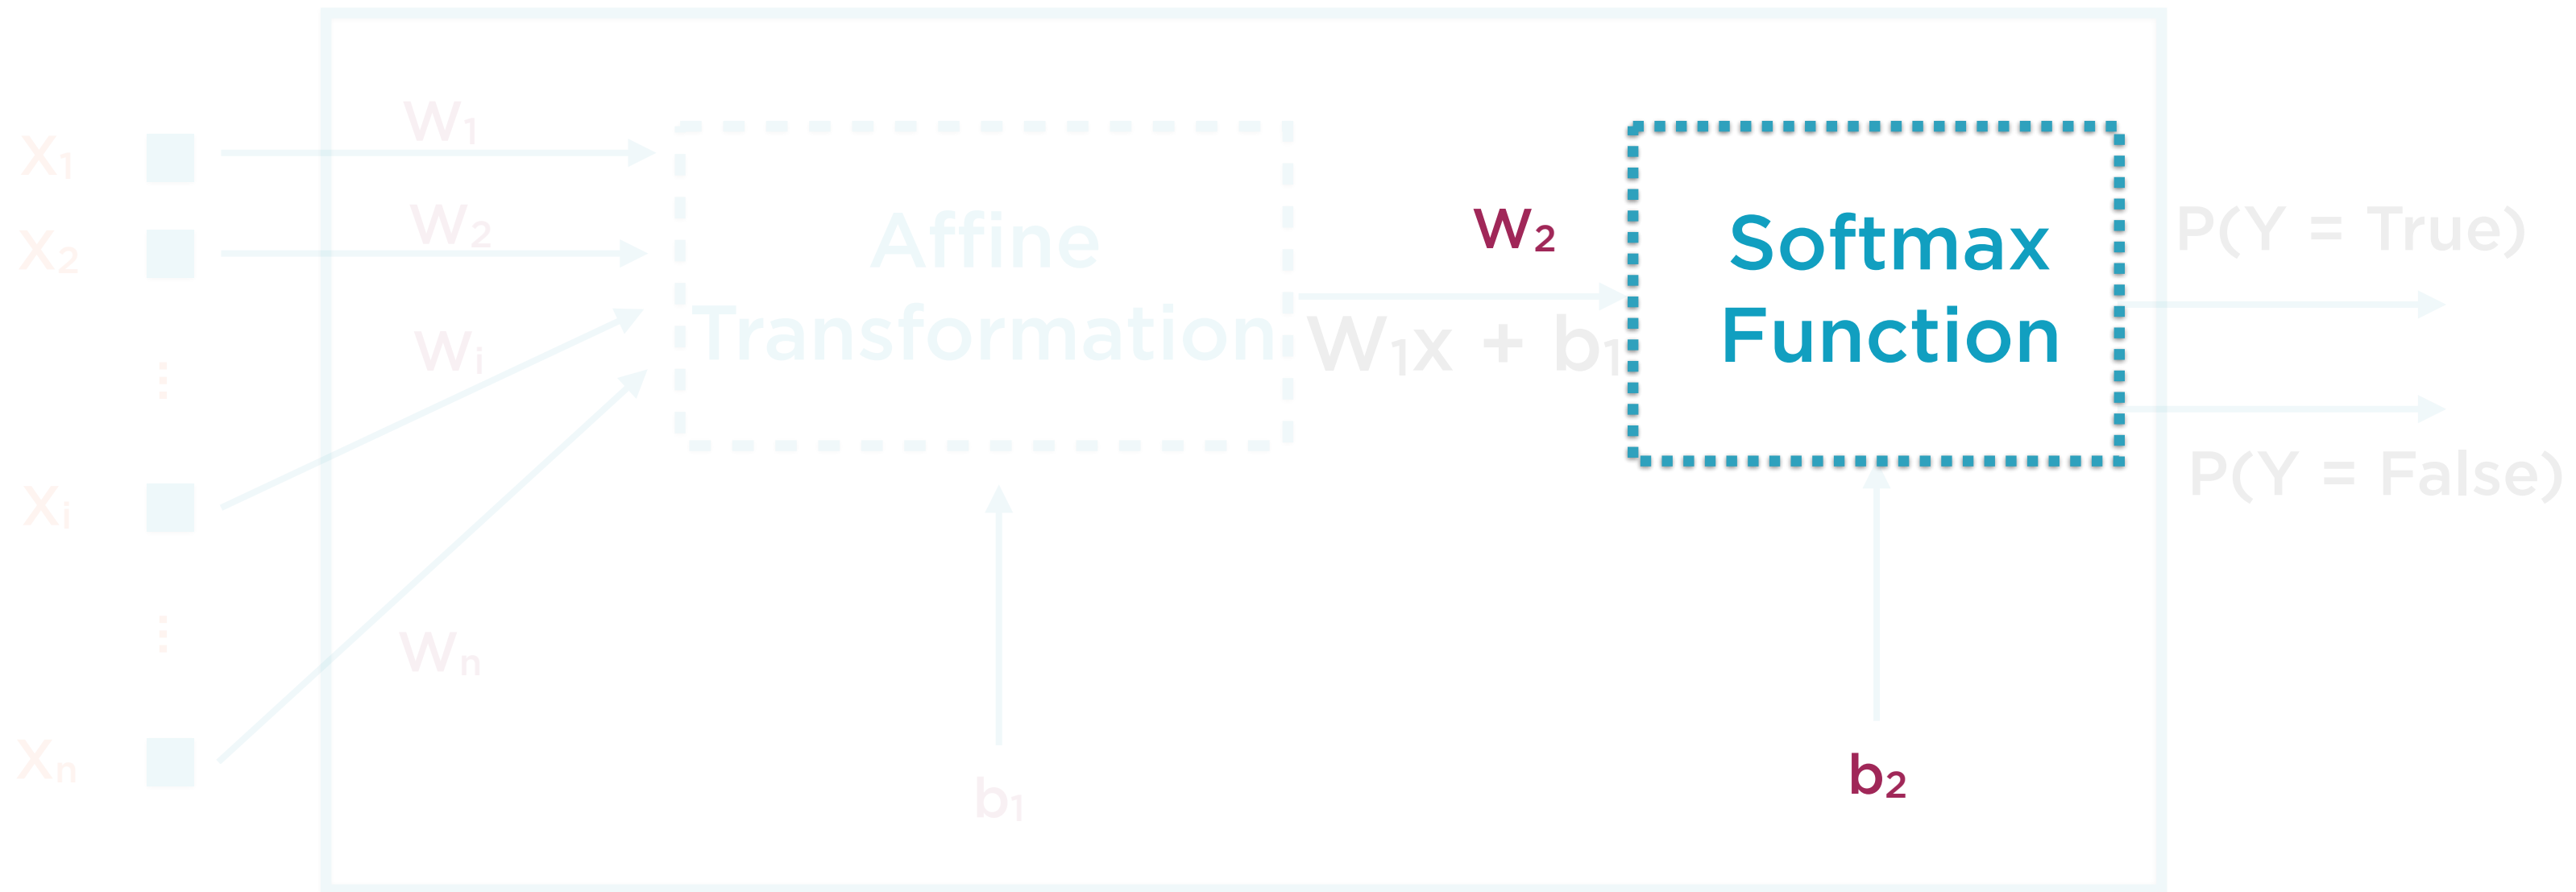 X₁
W₁
X₂
W₂
Affine
Transformation
W₂
W₁x + b₁
Softmax
Function
P(Y = True)
P(Y = False)
Wᵢ
⋮
Xᵢ
⋮
Wₙ
Xₙ
b₁
b₂